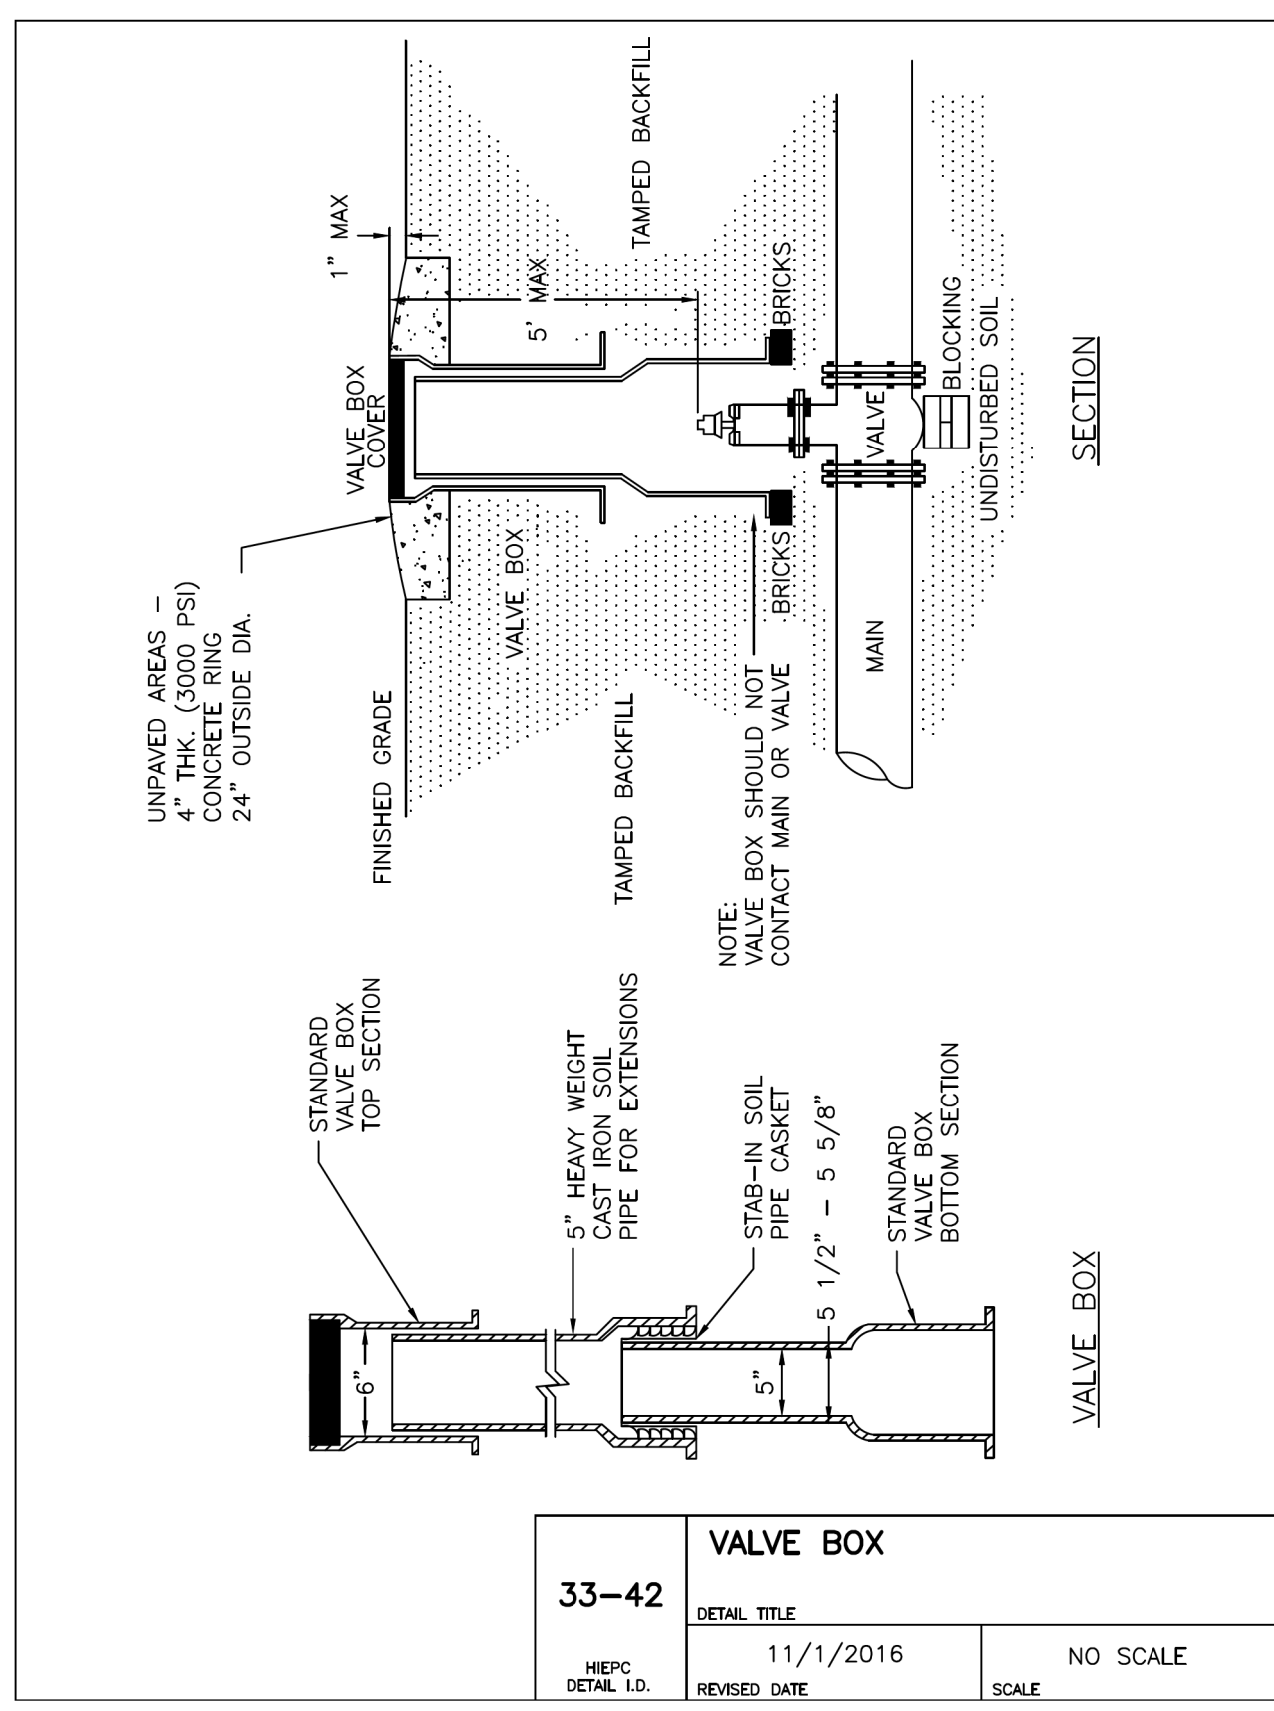 UNPAVED AREAS –
4" THK. (3000 PSI)
CONCRETE RING
24" OUTSIDE DIA.
FINISHED GRADE
VALVE BOX
COVER
1" MAX
5' MAX
VALVE BOX
TAMPED BACKFILL
TAMPED BACKFILL
NOTE:
VALVE BOX SHOULD NOT
CONTACT MAIN OR VALVE
BRICKS
BRICKS
MAIN
VALVE
BLOCKING
UNDISTURBED SOIL
SECTION
STANDARD
VALVE BOX
TOP SECTION
6"
5" HEAVY WEIGHT
CAST IRON SOIL
PIPE FOR EXTENSIONS
STAB-IN SOIL
PIPE CASKET
5"
5 1/2" – 5 5/8"
STANDARD
VALVE BOX
BOTTOM SECTION
VALVE BOX
33-42
HIEPC
DETAIL I.D.
VALVE BOX
DETAIL TITLE
11/1/2016
REVISED DATE
NO SCALE
SCALE